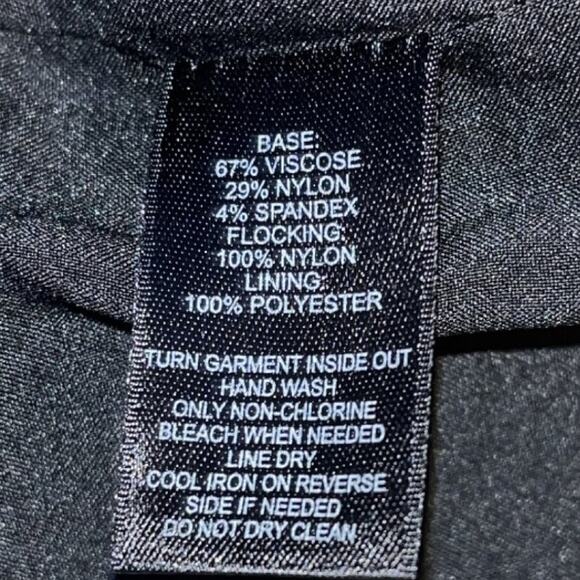 BASE:
67% VISCOSE
29% NYLON
4% SPANDEX
FLOCKING:
100% NYLON
LINING:
100% POLYESTER
TURN GARMENT INSIDE OUT
HAND WASH
ONLY NON-CHLORINE
BLEACH WHEN NEEDED
LINE DRY
COOL IRON ON REVERSE
SIDE IF NEEDED
DO NOT DRY CLEAN